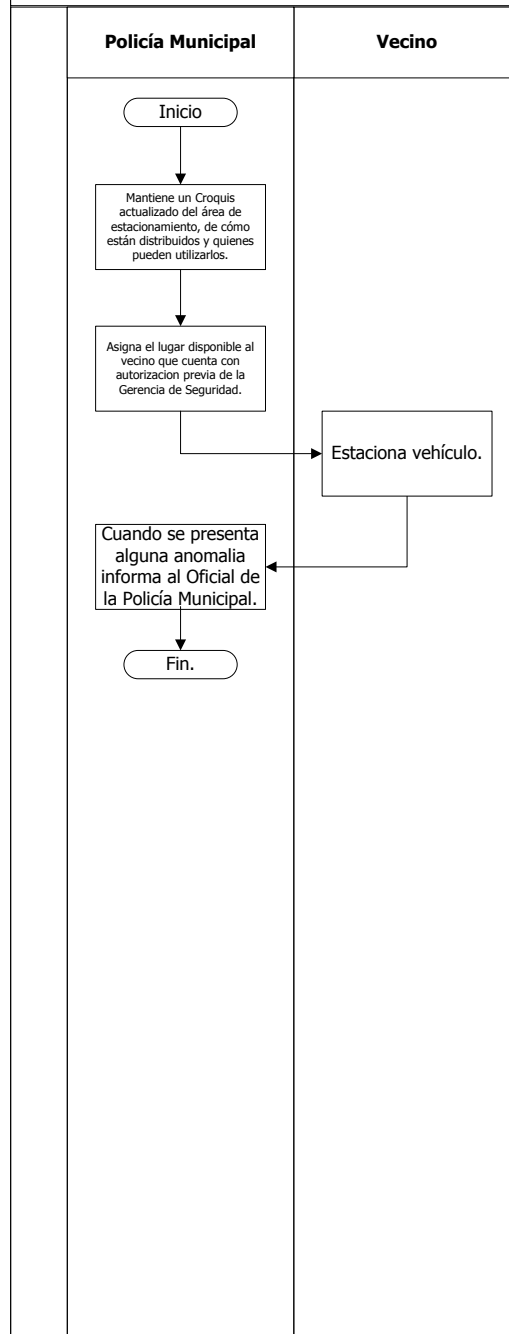 Policía Municipal
Vecino
Inicio
Mantiene un Croquis
actualizado del área de
estacionamiento, de cómo
están distribuidos y quienes
pueden utilizarlos.
Asigna el lugar disponible al
vecino que cuenta con
autorizacion previa de la
Gerencia de Seguridad.
Estaciona vehículo.
Cuando se presenta
alguna anomalia
informa al Oficial de
la Policía Municipal.
Fin.